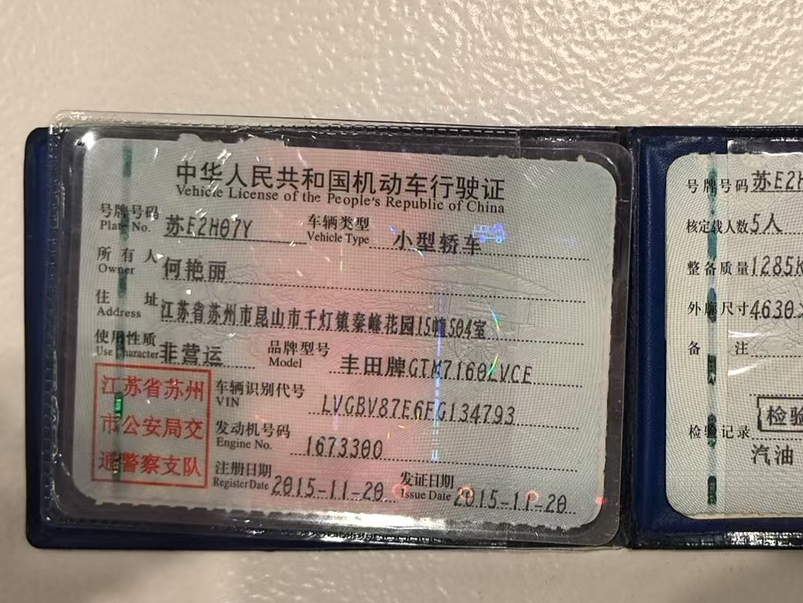 中华人民共和国机动车行驶证
Vehicle License of the People's Republic of China
号牌号码 苏E2H07Y 车辆类型 小型轿车
Plate No. Vehicle Type
所有人 何艳丽
Owner
住址 江苏省苏州市昆山市千灯镇秦峰花园15幢504室
Address
使用性质 非营运 品牌型号 丰田牌GTM7160LVCE
Use Character Model
江苏省苏州
市公安局交
通警察支队
车辆识别代号 LVGBV87E6FG134793
VIN
发动机号码 1673300
Engine No.
注册日期 2015-11-20 发证日期 2015-11-20
Register Date Issue Date
号牌号码 苏E2H
核定载人数 5人
整备质量 1285K
外廓尺寸 4630
备注
检验记录 检验
汽油